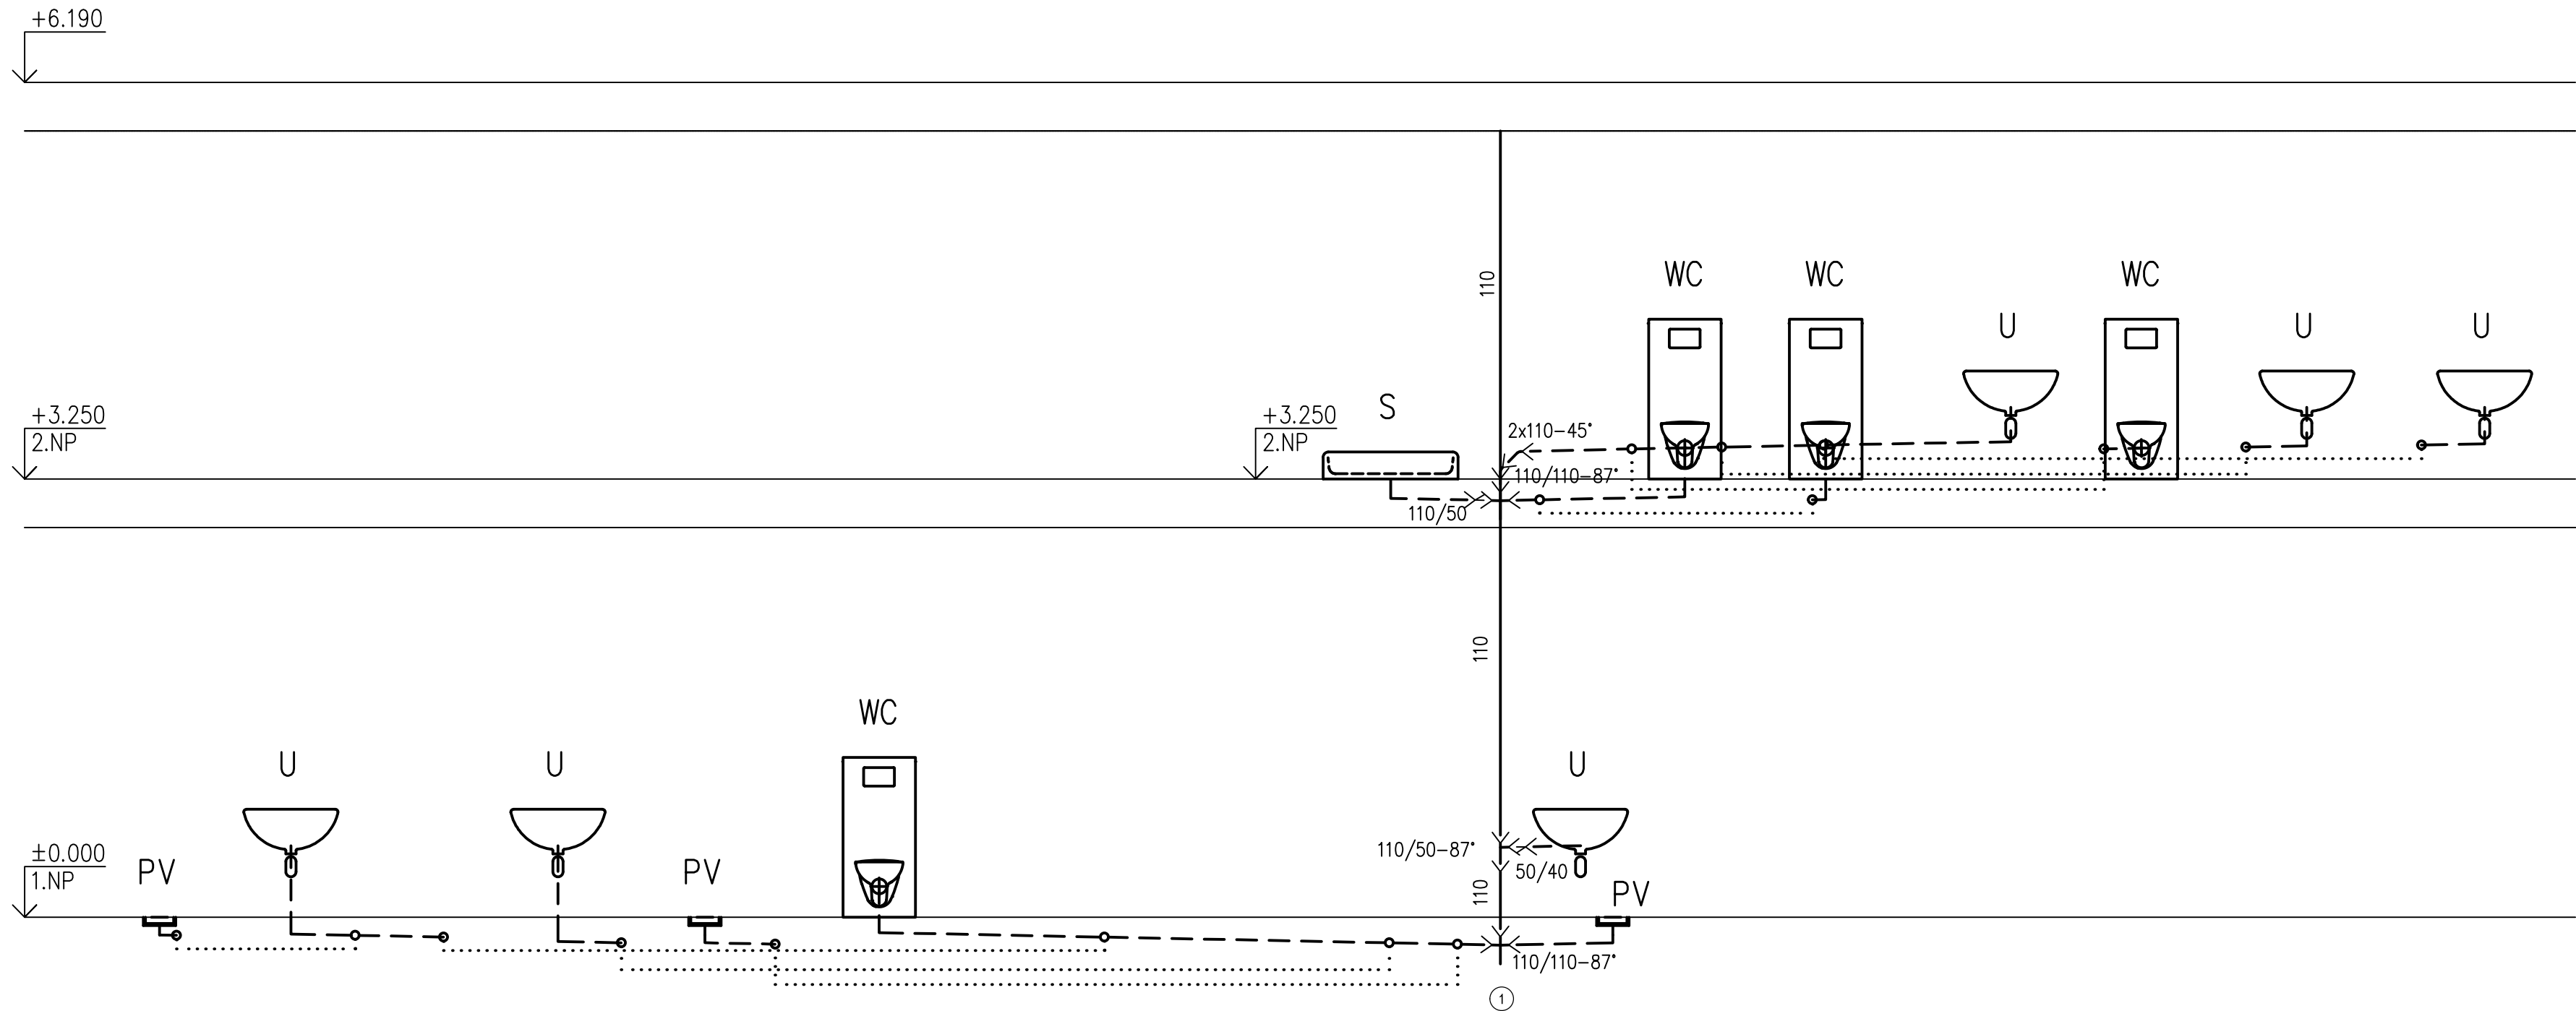 +6.190
110
WC
WC
WC
U
U
U
+3.250
2.NP
+3.250
2.NP
S
2x110-45°
110/110-87°
110/50
110
WC
U
U
U
±0.000
1.NP
PV
PV
110/50-87°
50/40
110
PV
110/110-87°
1